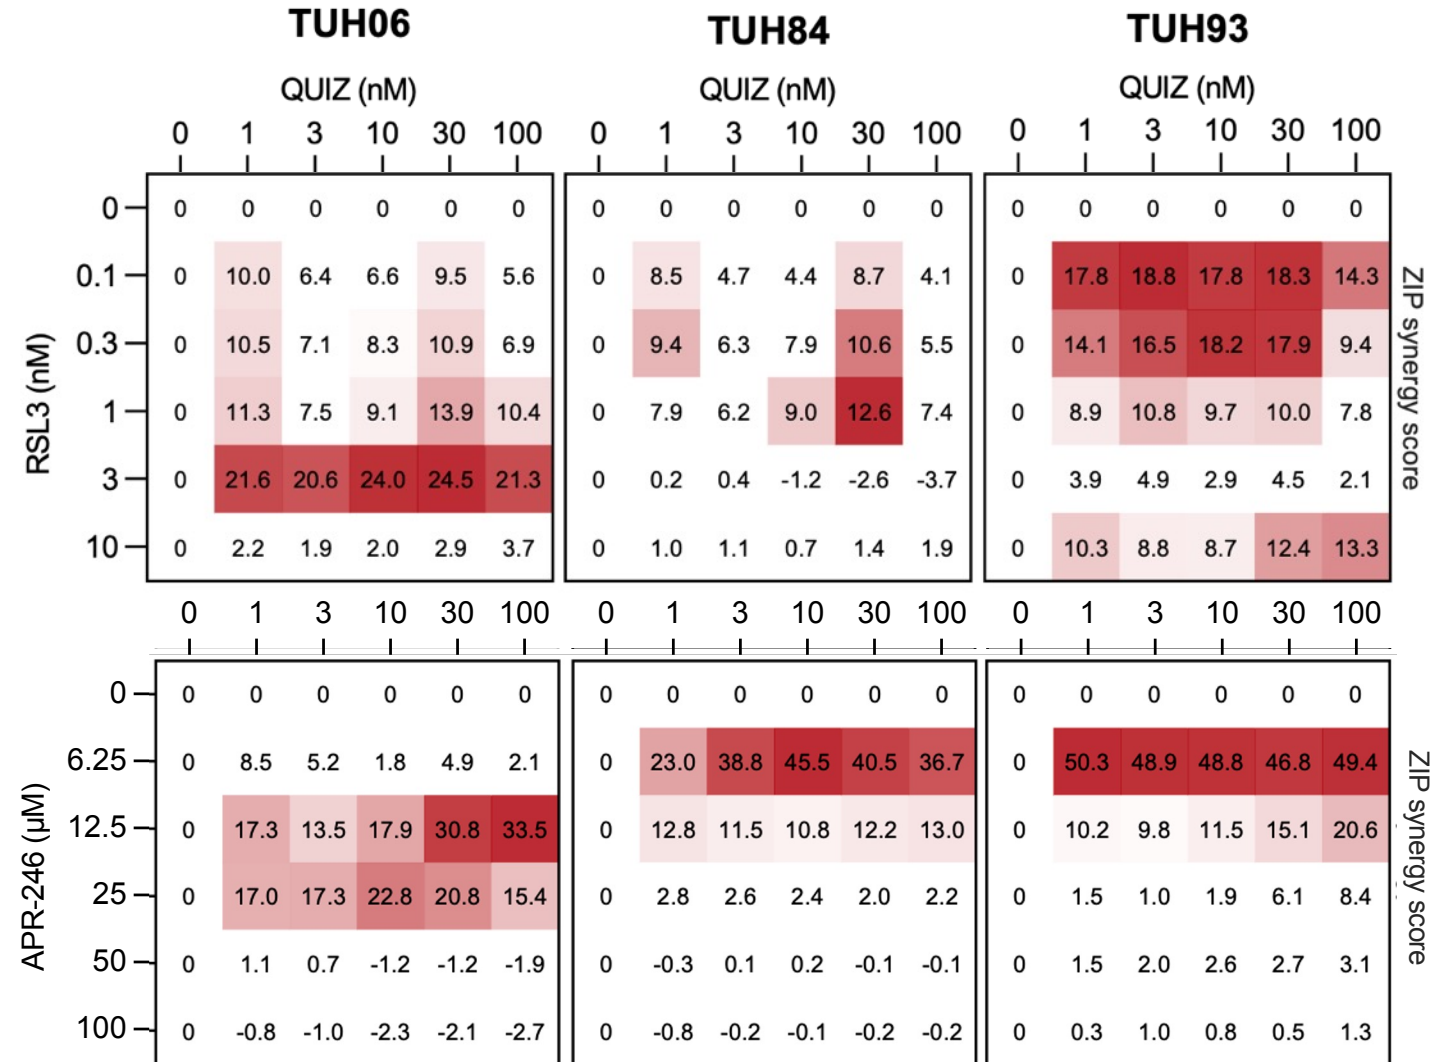 TUH06 TUH84 TUH93
QUIZ (nM) QUIZ (nM) QUIZ (nM)
0 1 3 10 30 100 0 1 3 10 30 100 0 1 3 10 30 100
0 0 0 0 0 0 0 0 0 0 0 0 0 0 0 0 0 0 0
0.1 0 10.0 6.4 6.6 9.5 5.6 0 8.5 4.7 4.4 8.7 4.1 0 17.8 18.8 17.8 18.3 14.3
0.3 0 10.5 7.1 8.3 10.9 6.9 0 9.4 6.3 7.9 10.6 5.5 0 14.1 16.5 18.2 17.9 9.4
1 0 11.3 7.5 9.1 13.9 10.4 0 7.9 6.2 9.0 12.6 7.4 0 8.9 10.8 9.7 10.0 7.8
3 0 21.6 20.6 24.0 24.5 21.3 0 0.2 0.4 -1.2 -2.6 -3.7 0 3.9 4.9 2.9 4.5 2.1
10 0 2.2 1.9 2.0 2.9 3.7 0 1.0 1.1 0.7 1.4 1.9 0 10.3 8.8 8.7 12.4 13.3
RSL3 (nM)
ZIP synergy score
0 1 3 10 30 100 0 1 3 10 30 100 0 1 3 10 30 100
0 0 0 0 0 0 0 0 0 0 0 0 0 0 0 0 0 0 0
6.25 0 8.5 5.2 1.8 4.9 2.1 0 23.0 38.8 45.5 40.5 36.7 0 50.3 48.9 48.8 46.8 49.4
12.5 0 17.3 13.5 17.9 30.8 33.5 0 12.8 11.5 10.8 12.2 13.0 0 10.2 9.8 11.5 15.1 20.6
25 0 17.0 17.3 22.8 20.8 15.4 0 2.8 2.6 2.4 2.0 2.2 0 1.5 1.0 1.9 6.1 8.4
50 0 1.1 0.7 -1.2 -1.2 -1.9 0 -0.3 0.1 0.2 -0.1 -0.1 0 1.5 2.0 2.6 2.7 3.1
100 0 -0.8 -1.0 -2.3 -2.1 -2.7 0 -0.8 -0.2 -0.1 -0.2 -0.2 0 0.3 1.0 0.8 0.5 1.3
APR-246 (µM)
ZIP synergy score